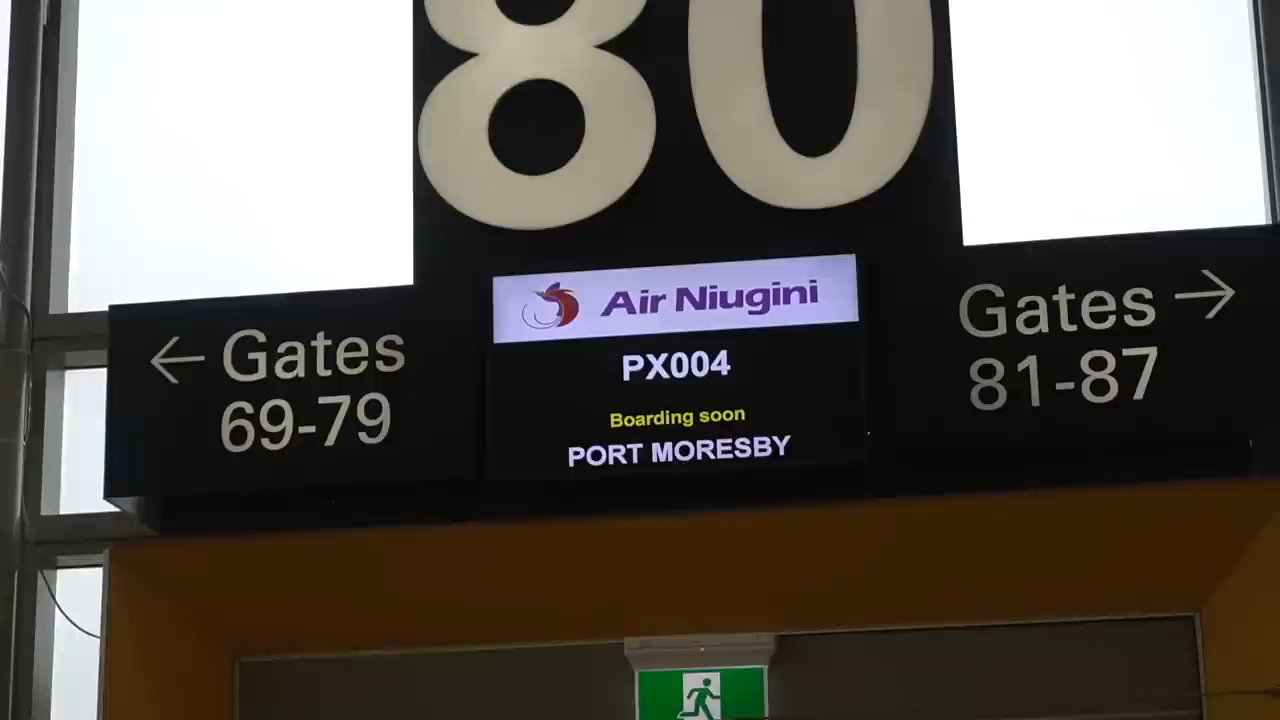 80
Air Niugini
← Gates
69-79
PX004
Boarding soon
PORT MORESBY
Gates →
81-87